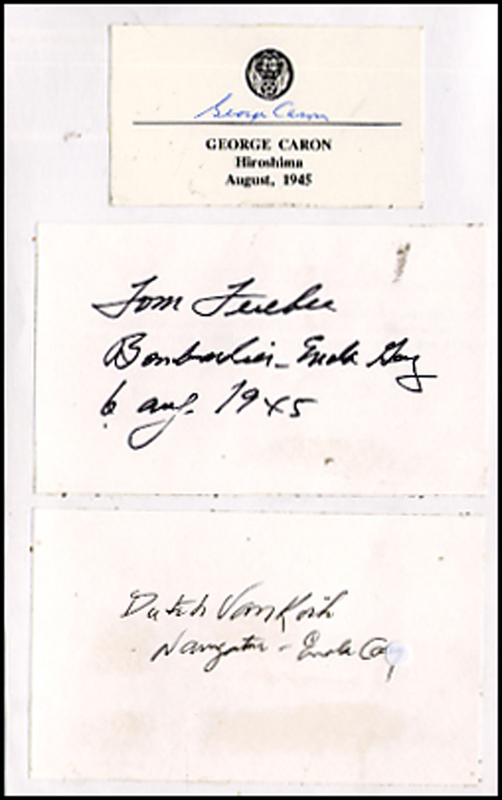 George Caron
GEORGE CARON
Hiroshima
August, 1945
Tom Ferebee
Bombardier - Enola Gay
6 Aug. 1945
Dutch Van Kirk
Navigator - Enola Gay